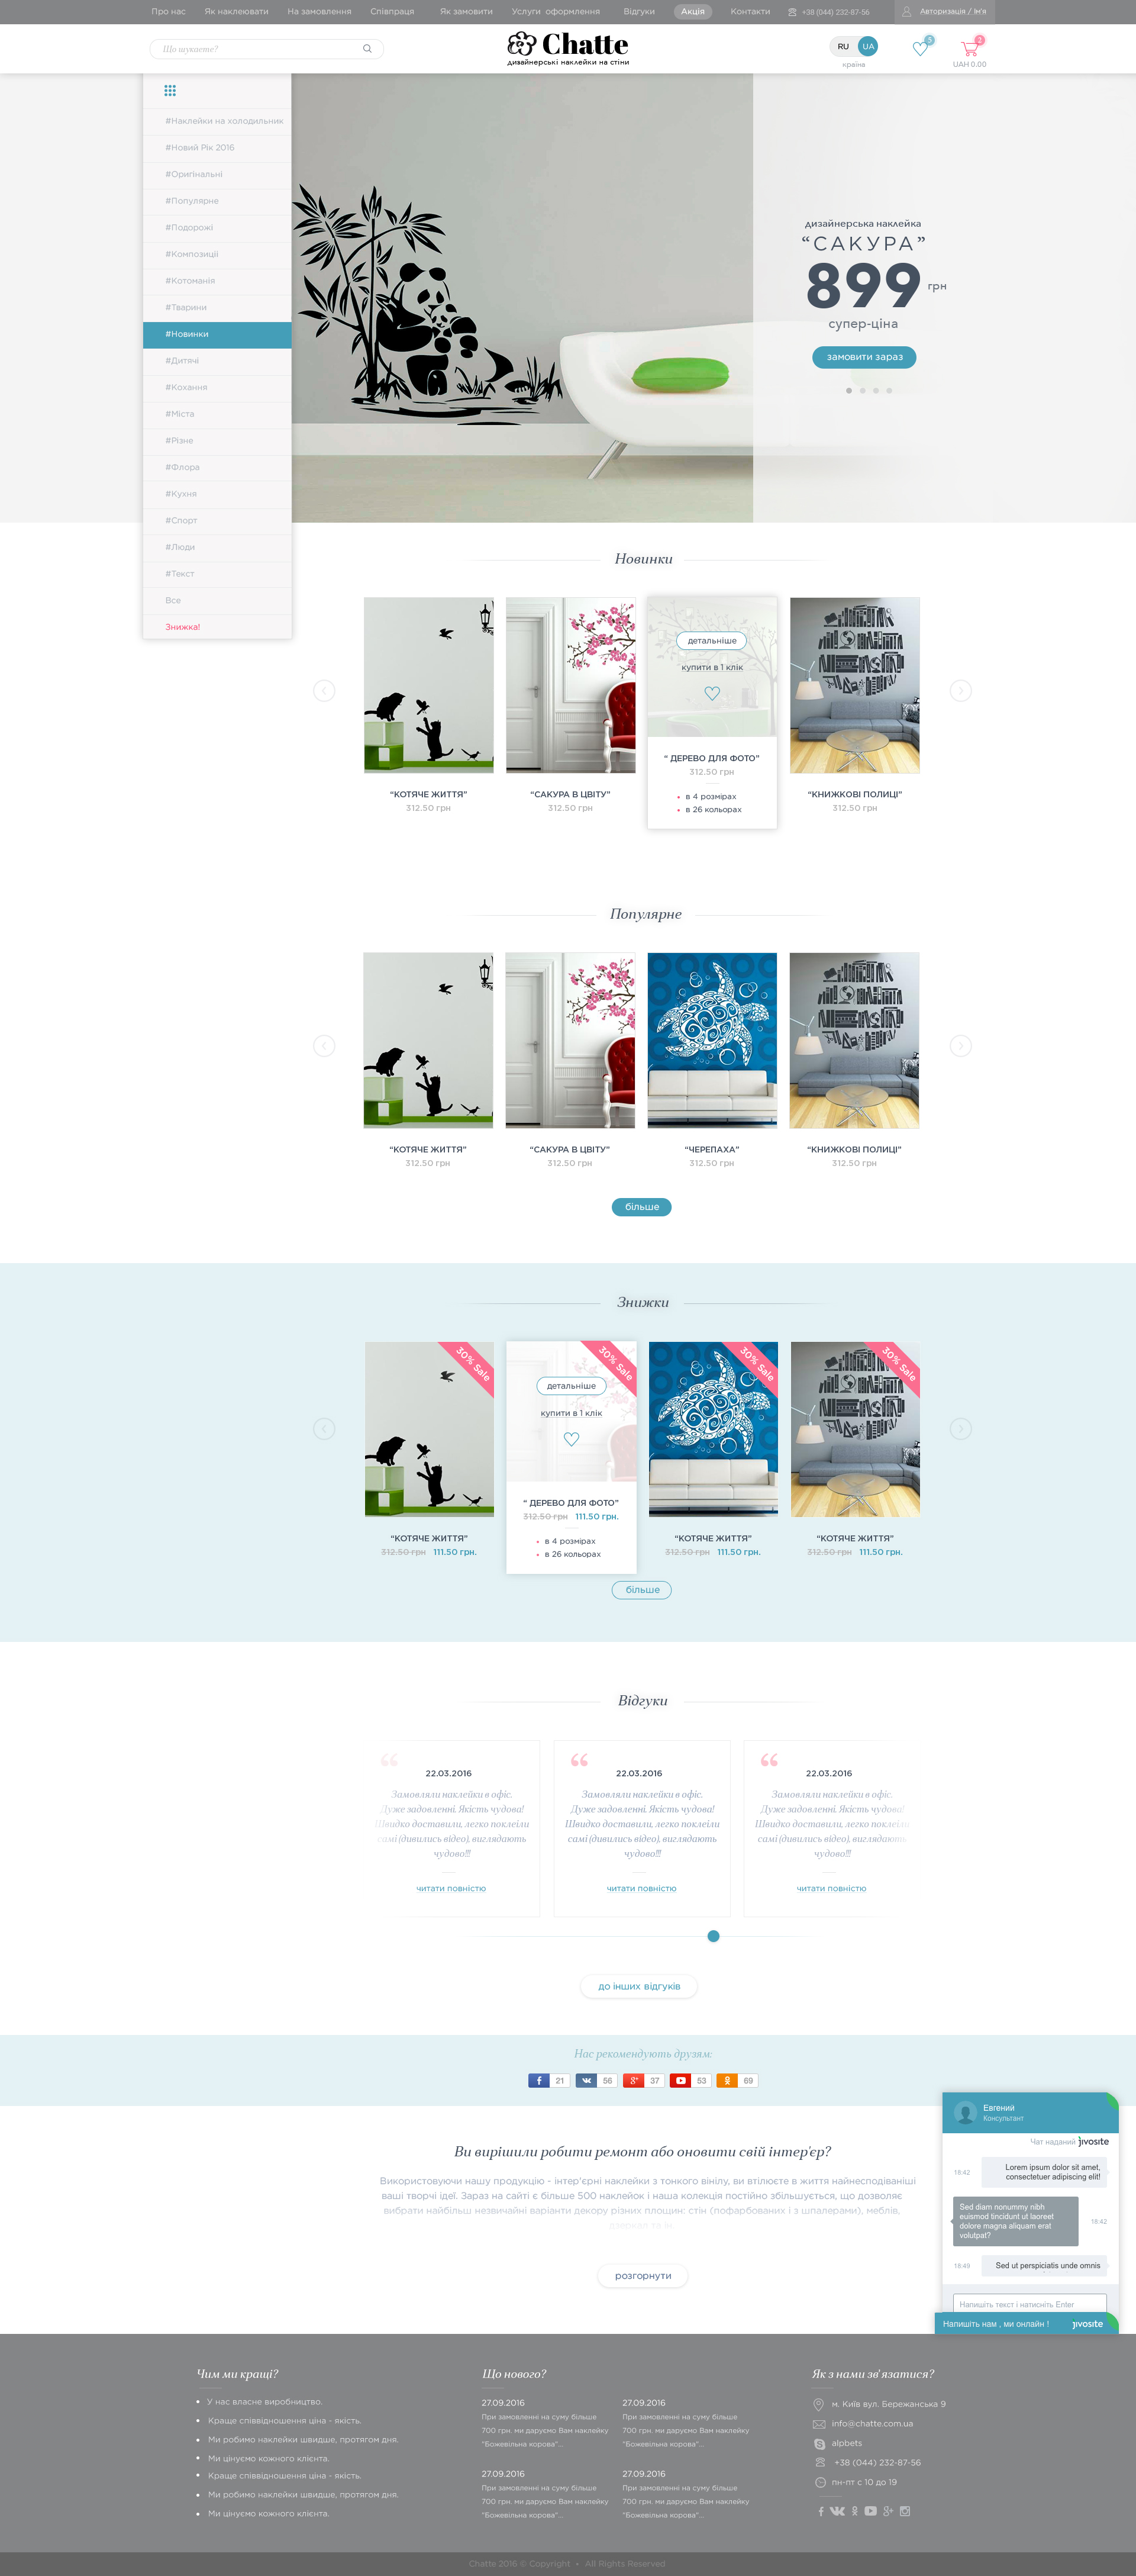 Про нас Як наклеювати На замовлення Співпраця Як замовити Услуги оформлення Відгуки Акція Контакти +38 (044) 232-87-56 Авторизація / Ім'я
Що шукаєте?
Chatte
дизайнерські наклейки на стіни
RU UA
країна
5
2
UAH 0.00
#Наклейки на холодильник
#Новий Рік 2016
#Оригінальні
#Популярне
#Подорожі
#Композиції
#Котоманія
#Тварини
#Новинки
#Дитячі
#Кохання
#Міста
#Різне
#Флора
#Кухня
#Спорт
#Люди
#Текст
Все
Знижка!
дизайнерська наклейка
“САКУРА”
899 грн
супер-ціна
замовити зараз
Новинки
детальніше
купити в 1 клік
“ ДЕРЕВО ДЛЯ ФОТО”
312.50 грн
в 4 розмірах
в 26 кольорах
“КОТЯЧЕ ЖИТТЯ” “САКУРА В ЦВІТУ” “КНИЖКОВІ ПОЛИЦІ”
312.50 грн 312.50 грн 312.50 грн
Популярне
“КОТЯЧЕ ЖИТТЯ” “САКУРА В ЦВІТУ” “ЧЕРЕПАХА” “КНИЖКОВІ ПОЛИЦІ”
312.50 грн 312.50 грн 312.50 грн 312.50 грн
більше
Знижки
30% Sale 30% Sale 30% Sale 30% Sale
детальніше
купити в 1 клік
“ ДЕРЕВО ДЛЯ ФОТО”
312.50 грн 111.50 грн.
в 4 розмірах
в 26 кольорах
“КОТЯЧЕ ЖИТТЯ” “КОТЯЧЕ ЖИТТЯ” “КОТЯЧЕ ЖИТТЯ”
312.50 грн 111.50 грн. 312.50 грн 111.50 грн. 312.50 грн 111.50 грн.
більше
Відгуки
22.03.2016
Замовляли наклейки в офіс.
Дуже задовленні. Якість чудова!
Швидко доставили, легко поклеїли
самі (дивились відео), виглядають
чудово!!!
читати повністю
22.03.2016
Замовляли наклейки в офіс.
Дуже задовленні. Якість чудова!
Швидко доставили, легко поклеїли
самі (дивились відео), виглядають
чудово!!!
читати повністю
22.03.2016
Замовляли наклейки в офіс.
Дуже задовленні. Якість чудова!
Швидко доставили, легко поклеїли
самі (дивились відео), виглядають
чудово!!!
читати повністю
до інших відгуків
Нас рекомендують друзям:
21 56 37 53 69
Ви вирішили робити ремонт або оновити свій інтер'єр?
Використовуючи нашу продукцію - інтер'єрні наклейки з тонкого вінілу, ви втілюєте в життя найнесподіваніші
ваші творчі ідеї. Зараз на сайті є більше 500 наклейок і наша колекція постійно збільшується, що дозволяє
вибрати найбільш незвичайні варіанти декору різних площин: стін (пофарбованих і з шпалерами), меблів,
розгорнути
Евгений
Консультант
Чат наданий jivosite
18:42
Lorem ipsum dolor sit amet,
consectetuer adipiscing elit!
Sed diam nonummy nibh
euismod tincidunt ut laoreet
dolore magna aliquam erat
volutpat?
18:42
18:49
Sed ut perspiciatis unde omnis
Напишіть текст і натисніть Enter
Напишіть нам , ми онлайн ! jivosite
Чим ми кращі?
У нас власне виробництво.
Краще співвідношення ціна - якість.
Ми робимо наклейки швидше, протягом дня.
Ми цінуємо кожного клієнта.
Краще співвідношення ціна - якість.
Ми робимо наклейки швидше, протягом дня.
Ми цінуємо кожного клієнта.
Що нового?
27.09.2016
При замовленні на суму більше
700 грн. ми даруємо Вам наклейку
"Божевільна корова"...
27.09.2016
При замовленні на суму більше
700 грн. ми даруємо Вам наклейку
"Божевільна корова"...
27.09.2016
При замовленні на суму більше
700 грн. ми даруємо Вам наклейку
"Божевільна корова"...
27.09.2016
При замовленні на суму більше
700 грн. ми даруємо Вам наклейку
"Божевільна корова"...
Як з нами зв'язатися?
м. Київ вул. Бережанська 9
info@chatte.com.ua
alpbets
+38 (044) 232-87-56
пн-пт с 10 до 19
Chatte 2016 © Copyright • All Rights Reserved